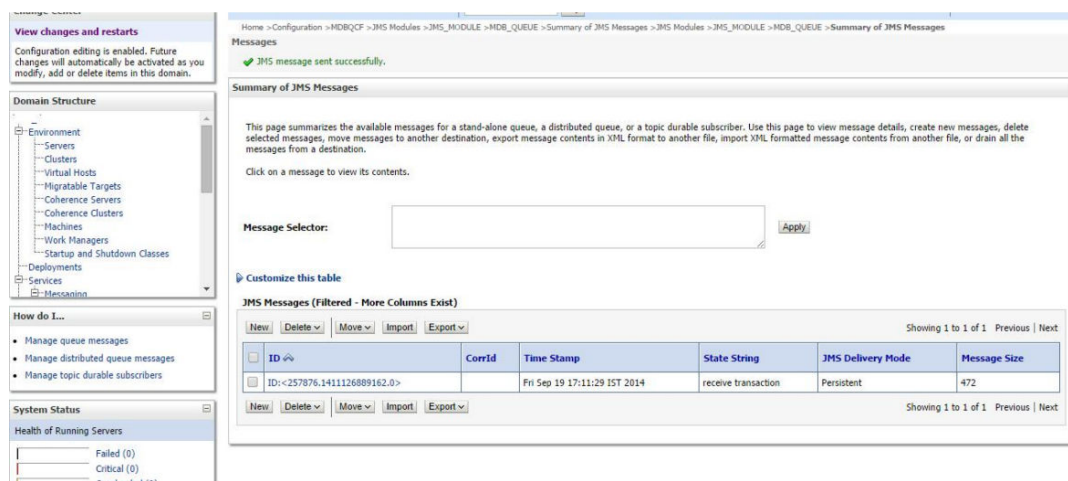 View changes and restarts
Configuration editing is enabled. Future
changes will automatically be activated as you
modify, add or delete items in this domain.
Domain Structure
Environment
Servers
Clusters
Virtual Hosts
Migratable Targets
Coherence Servers
Coherence Clusters
Machines
Work Managers
Startup and Shutdown Classes
Deployments
Services
Messaging
How do I...
Manage queue messages
Manage distributed queue messages
Manage topic durable subscribers
System Status
Health of Running Servers
Failed (0)
Critical (0)
Home >Configuration >MDBQCF >JMS Modules >JMS_MODULE >MDB_QUEUE >Summary of JMS Messages >JMS Modules >JMS_MODULE >MDB_QUEUE >Summary of JMS Messages
Messages
JMS message sent successfully.
Summary of JMS Messages
This page summarizes the available messages for a stand-alone queue, a distributed queue, or a topic durable subscriber. Use this page to view message details, create new messages, delete
selected messages, move messages to another destination, export message contents in XML format to another file, import XML formatted message contents from another file, or drain all the
messages from a destination.
Click on a message to view its contents.
Message Selector:
Apply
Customize this table
JMS Messages (Filtered - More Columns Exist)
New Delete Move Import Export Showing 1 to 1 of 1 Previous | Next
ID CorrId Time Stamp State String JMS Delivery Mode Message Size
ID:<257876.1411126889162.0> Fri Sep 19 17:11:29 IST 2014 receive transaction Persistent 472
New Delete Move Import Export Showing 1 to 1 of 1 Previous | Next